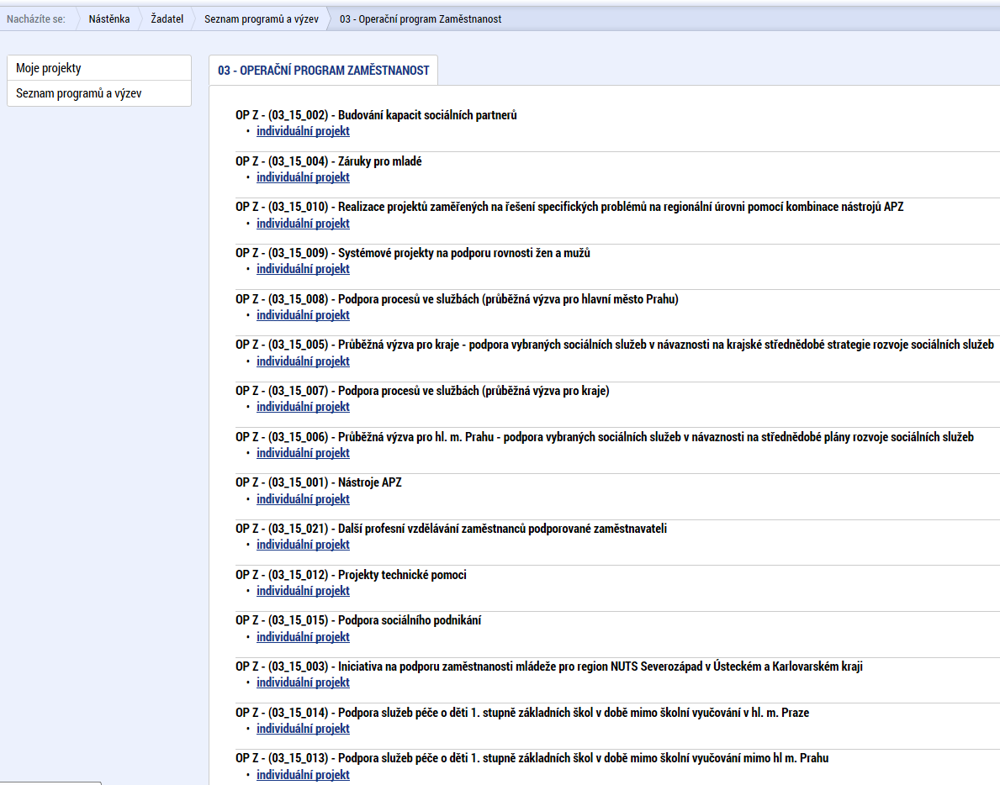 Nacházíte se: Nástěnka Žadatel Seznam programů a výzev 03 - Operační program Zaměstnanost
Moje projekty
Seznam programů a výzev
03 - OPERAČNÍ PROGRAM ZAMĚSTNANOST
OP Z - (03_15_002) - Budování kapacit sociálních partnerů
• individuální projekt
OP Z - (03_15_004) - Záruky pro mladé
• individuální projekt
OP Z - (03_15_010) - Realizace projektů zaměřených na řešení specifických problémů na regionální úrovni pomocí kombinace nástrojů APZ
• individuální projekt
OP Z - (03_15_009) - Systémové projekty na podporu rovnosti žen a mužů
• individuální projekt
OP Z - (03_15_008) - Podpora procesů ve službách (průběžná výzva pro hlavní město Prahu)
• individuální projekt
OP Z - (03_15_005) - Průběžná výzva pro kraje - podpora vybraných sociálních služeb v návaznosti na krajské střednědobé strategie rozvoje sociálních služeb
• individuální projekt
OP Z - (03_15_007) - Podpora procesů ve službách (průběžná výzva pro kraje)
• individuální projekt
OP Z - (03_15_006) - Průběžná výzva pro hl. m. Prahu - podpora vybraných sociálních služeb v návaznosti na střednědobé plány rozvoje sociálních služeb
• individuální projekt
OP Z - (03_15_001) - Nástroje APZ
• individuální projekt
OP Z - (03_15_021) - Další profesní vzdělávání zaměstnanců podporované zaměstnavateli
• individuální projekt
OP Z - (03_15_012) - Projekty technické pomoci
• individuální projekt
OP Z - (03_15_015) - Podpora sociálního podnikání
• individuální projekt
OP Z - (03_15_003) - Iniciativa na podporu zaměstnanosti mládeže pro region NUTS Severozápad v Ústeckém a Karlovarském kraji
• individuální projekt
OP Z - (03_15_014) - Podpora služeb péče o děti 1. stupně základních škol v době mimo školní vyučování v hl. m. Praze
• individuální projekt
OP Z - (03_15_013) - Podpora služeb péče o děti 1. stupně základních škol v době mimo školní vyučování mimo hl m. Prahu
• individuální projekt